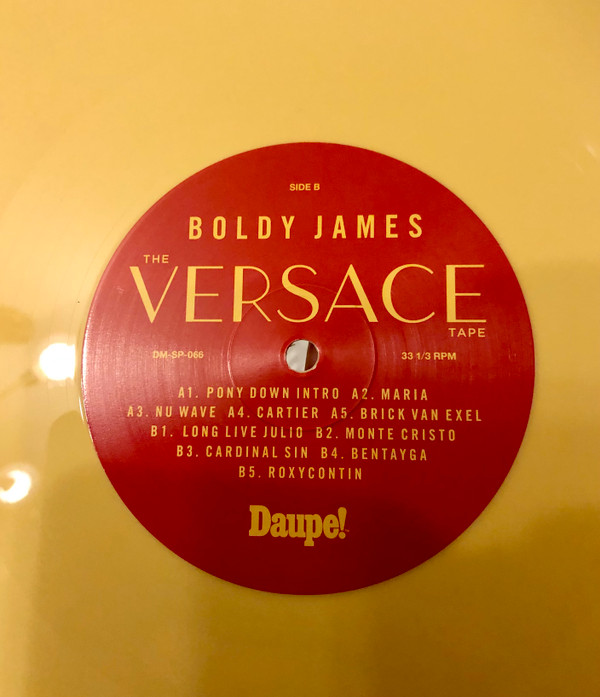 SIDE B
BOLDY JAMES
THE
VERSACE
TAPE
DM-SP-066 33 1/3 RPM
A1. PONY DOWN INTRO A2. MARIA
A3. NU WAVE A4. CARTIER A5. BRICK VAN EXEL
B1. LONG LIVE JULIO B2. MONTE CRISTO
B3. CARDINAL SIN B4. BENTAYGA
B5. ROXYCONTIN
Daupe!